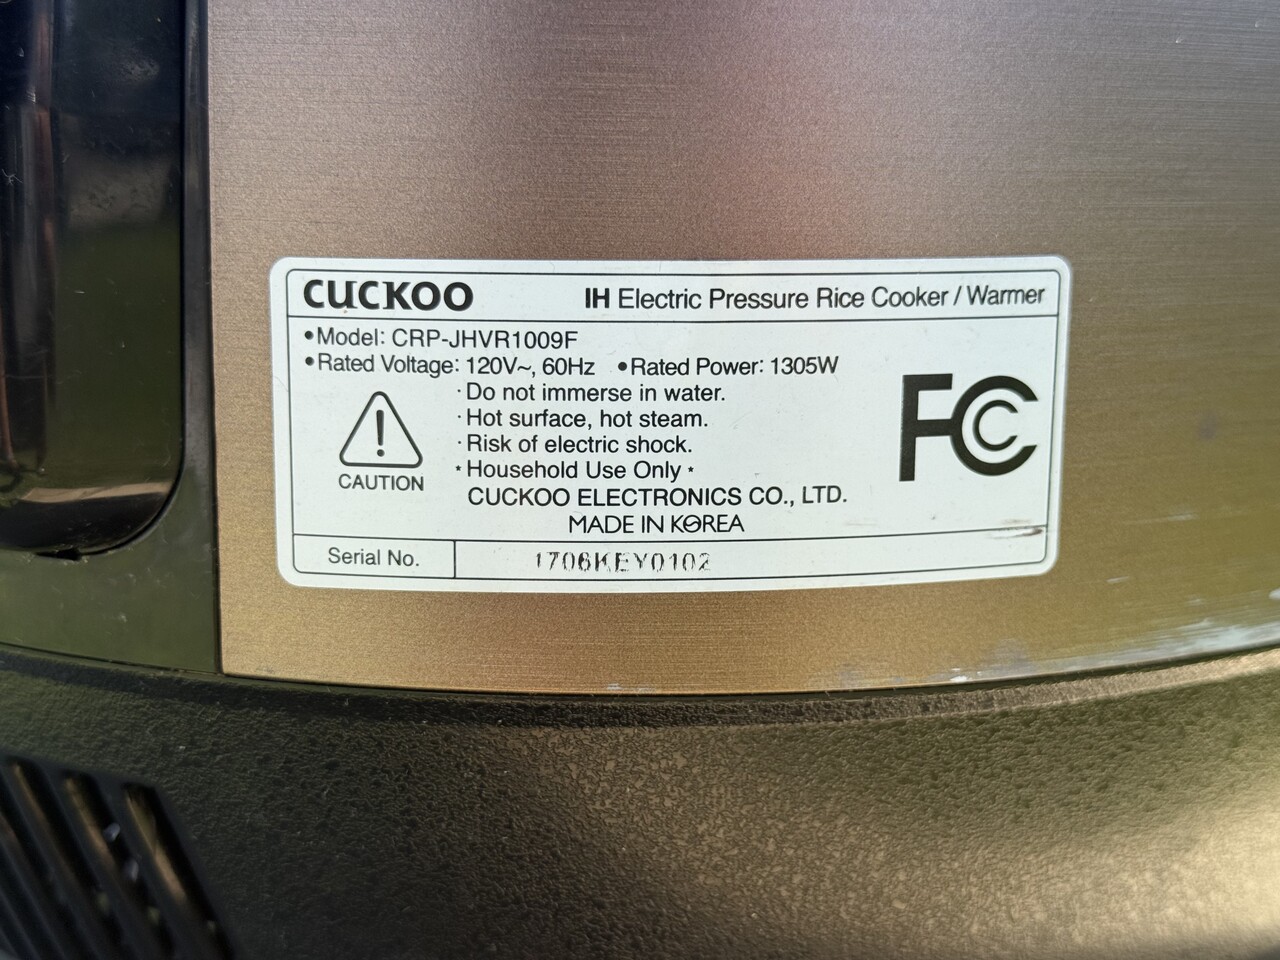 CUCKOO IH Electric Pressure Rice Cooker / Warmer
•Model: CRP-JHVR1009F
•Rated Voltage: 120V~, 60Hz •Rated Power: 1305W
· Do not immerse in water.
· Hot surface, hot steam.
· Risk of electric shock.
* Household Use Only *
CAUTION
FCC
CUCKOO ELECTRONICS CO., LTD.
MADE IN KOREA
Serial No. 1706KEY0102